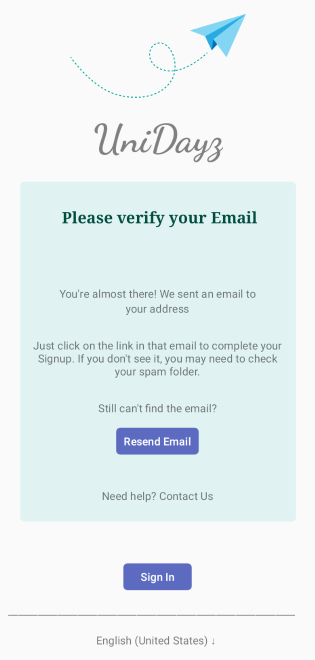 UniDayz
Please verify your Email
You're almost there! We sent an email to
your address
Just click on the link in that email to complete your
Signup. If you don't see it, you may need to check
your spam folder.
Still can't find the email?
Resend Email
Need help? Contact Us
Sign In
English (United States) ↓